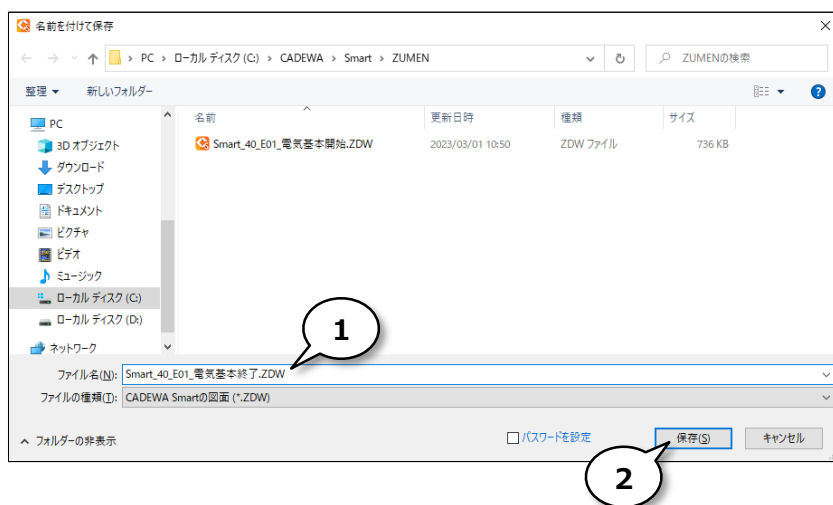 名前を付けて保存
PC › ローカル ディスク (C:) › CADEWA › Smart › ZUMEN
ZUMENの検索
整理 新しいフォルダー
名前 更新日時 種類 サイズ
Smart_40_E01_電気基本開始.ZDW 2023/03/01 10:50 ZDW ファイル 736 KB
PC
3D オブジェクト
ダウンロード
デスクトップ
ドキュメント
ピクチャ
ビデオ
ミュージック
ローカル ディスク (C:)
ローカル ディスク (D:)
ネットワーク
1
ファイル名(N): Smart_40_E01_電気基本終了.ZDW
ファイルの種類(T): CADEWA Smartの図面 (*.ZDW)
フォルダーの非表示 パスワードを設定 保存(S) キャンセル
2